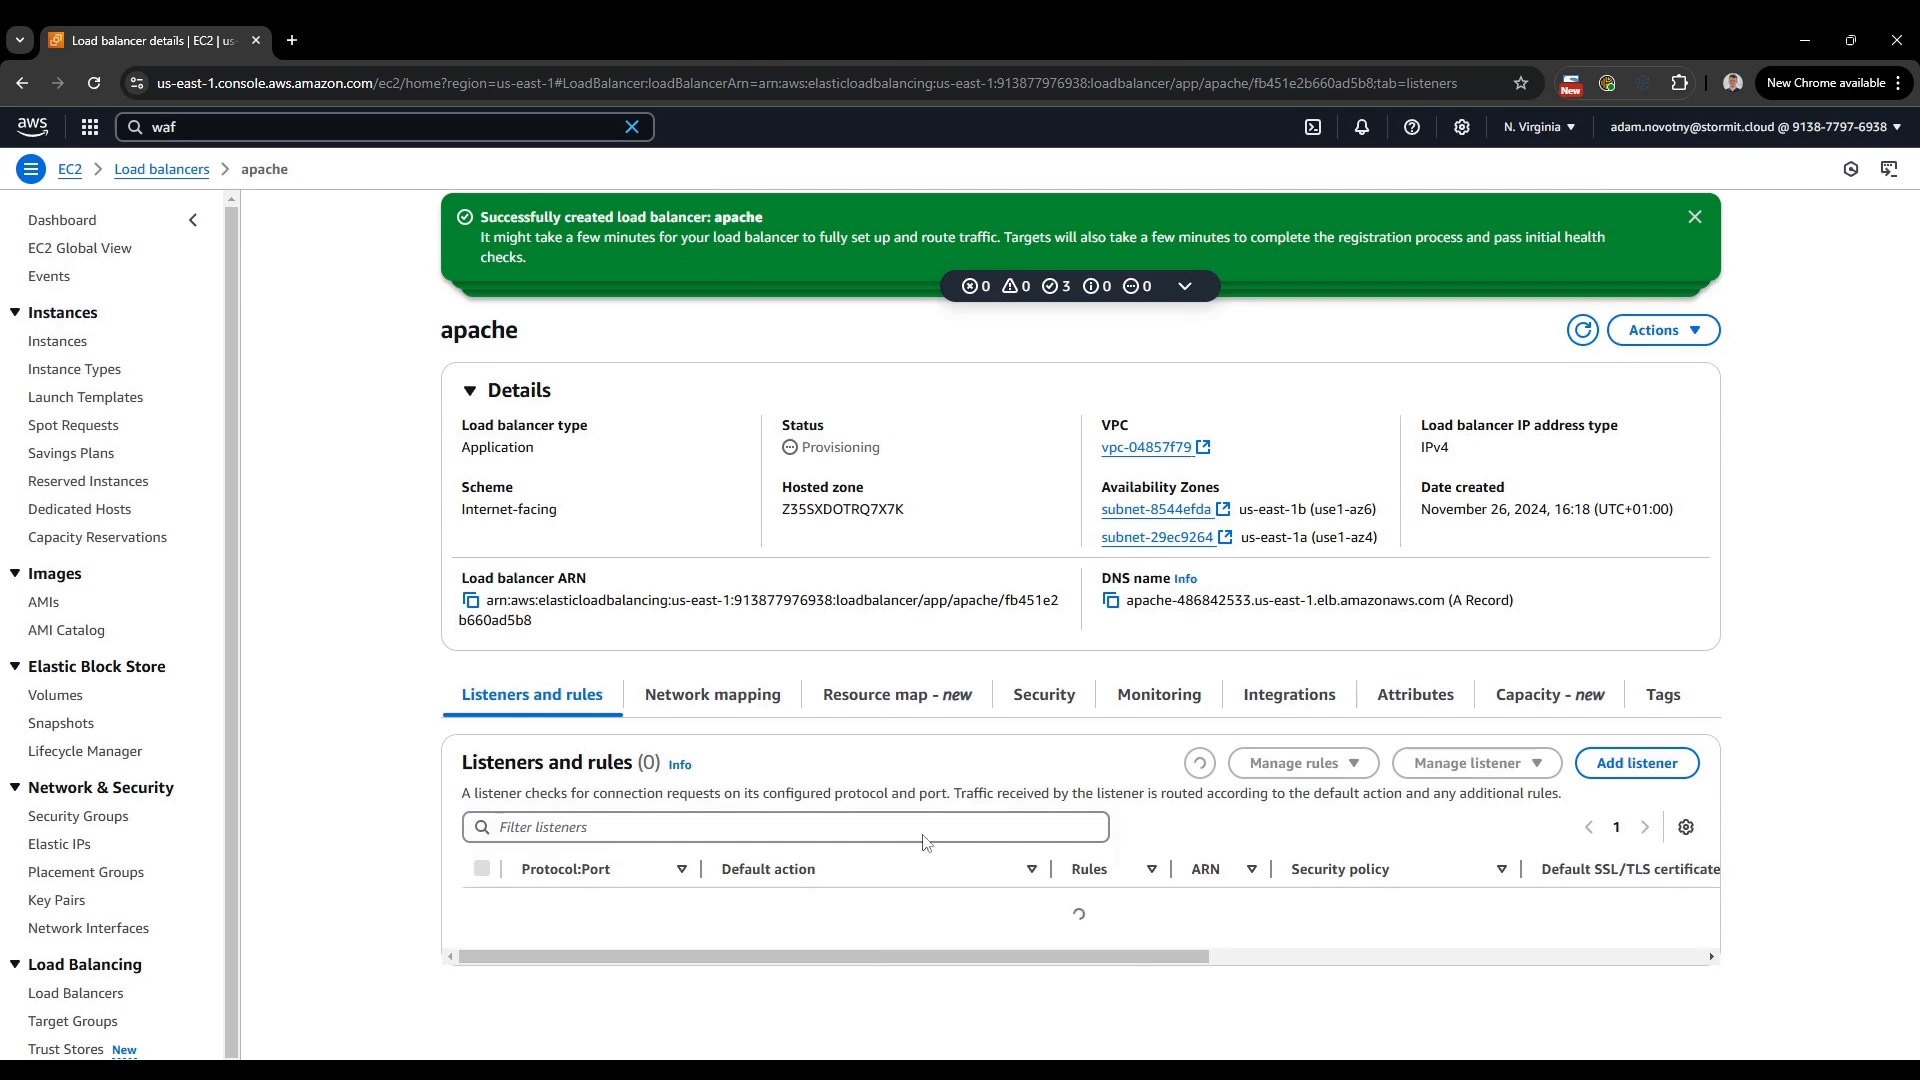 Load balancer details | EC2 | us-
us-east-1.console.aws.amazon.com/ec2/home?region=us-east-1#LoadBalancer:loadBalancerArn=arn:aws:elasticloadbalancing:us-east-1:913877976938:loadbalancer/app/apache/fb451e2b660ad5b8;tab=listeners
New
New Chrome available
aws
waf
N. Virginia
adam.novotny@stormit.cloud @ 9138-7797-6938
EC2
Load balancers
apache
Dashboard
EC2 Global View
Events
Instances
Instances
Instance Types
Launch Templates
Spot Requests
Savings Plans
Reserved Instances
Dedicated Hosts
Capacity Reservations
Images
AMIs
AMI Catalog
Elastic Block Store
Volumes
Snapshots
Lifecycle Manager
Network & Security
Security Groups
Elastic IPs
Placement Groups
Key Pairs
Network Interfaces
Load Balancing
Load Balancers
Target Groups
Trust Stores New
Successfully created load balancer: apache
It might take a few minutes for your load balancer to fully set up and route traffic. Targets will also take a few minutes to complete the registration process and pass initial health
checks.
0 0 3 0 0
apache
Actions
Details
Load balancer type
Application
Status
Provisioning
VPC
vpc-04857f79
Load balancer IP address type
IPv4
Scheme
Internet-facing
Hosted zone
Z35SXDOTRQ7X7K
Availability Zones
subnet-8544efda us-east-1b (use1-az6)
subnet-29ec9264 us-east-1a (use1-az4)
Date created
November 26, 2024, 16:18 (UTC+01:00)
Load balancer ARN
arn:aws:elasticloadbalancing:us-east-1:913877976938:loadbalancer/app/apache/fb451e2
b660ad5b8
DNS name Info
apache-486842533.us-east-1.elb.amazonaws.com (A Record)
Listeners and rules
Network mapping
Resource map - new
Security
Monitoring
Integrations
Attributes
Capacity - new
Tags
Listeners and rules (0) Info
Manage rules
Manage listener
Add listener
A listener checks for connection requests on its configured protocol and port. Traffic received by the listener is routed according to the default action and any additional rules.
Filter listeners
1
Protocol:Port
Default action
Rules
ARN
Security policy
Default SSL/TLS certificate